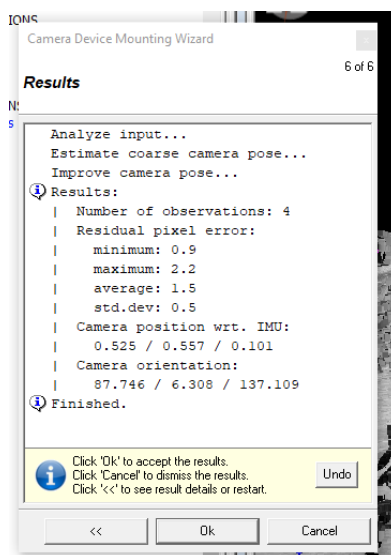 IONS
Camera Device Mounting Wizard
6 of 6
Results
Analyze input...
Estimate coarse camera pose...
Improve camera pose...
Results:
| Number of observations: 4
| Residual pixel error:
| minimum: 0.9
| maximum: 2.2
| average: 1.5
| std.dev: 0.5
| Camera position wrt. IMU:
| 0.525 / 0.557 / 0.101
| Camera orientation:
| 87.746 / 6.308 / 137.109
Finished.
Click 'Ok' to accept the results.
Click 'Cancel' to dismiss the results.
Click '<<' to see result details or restart.
Undo
<< Ok Cancel